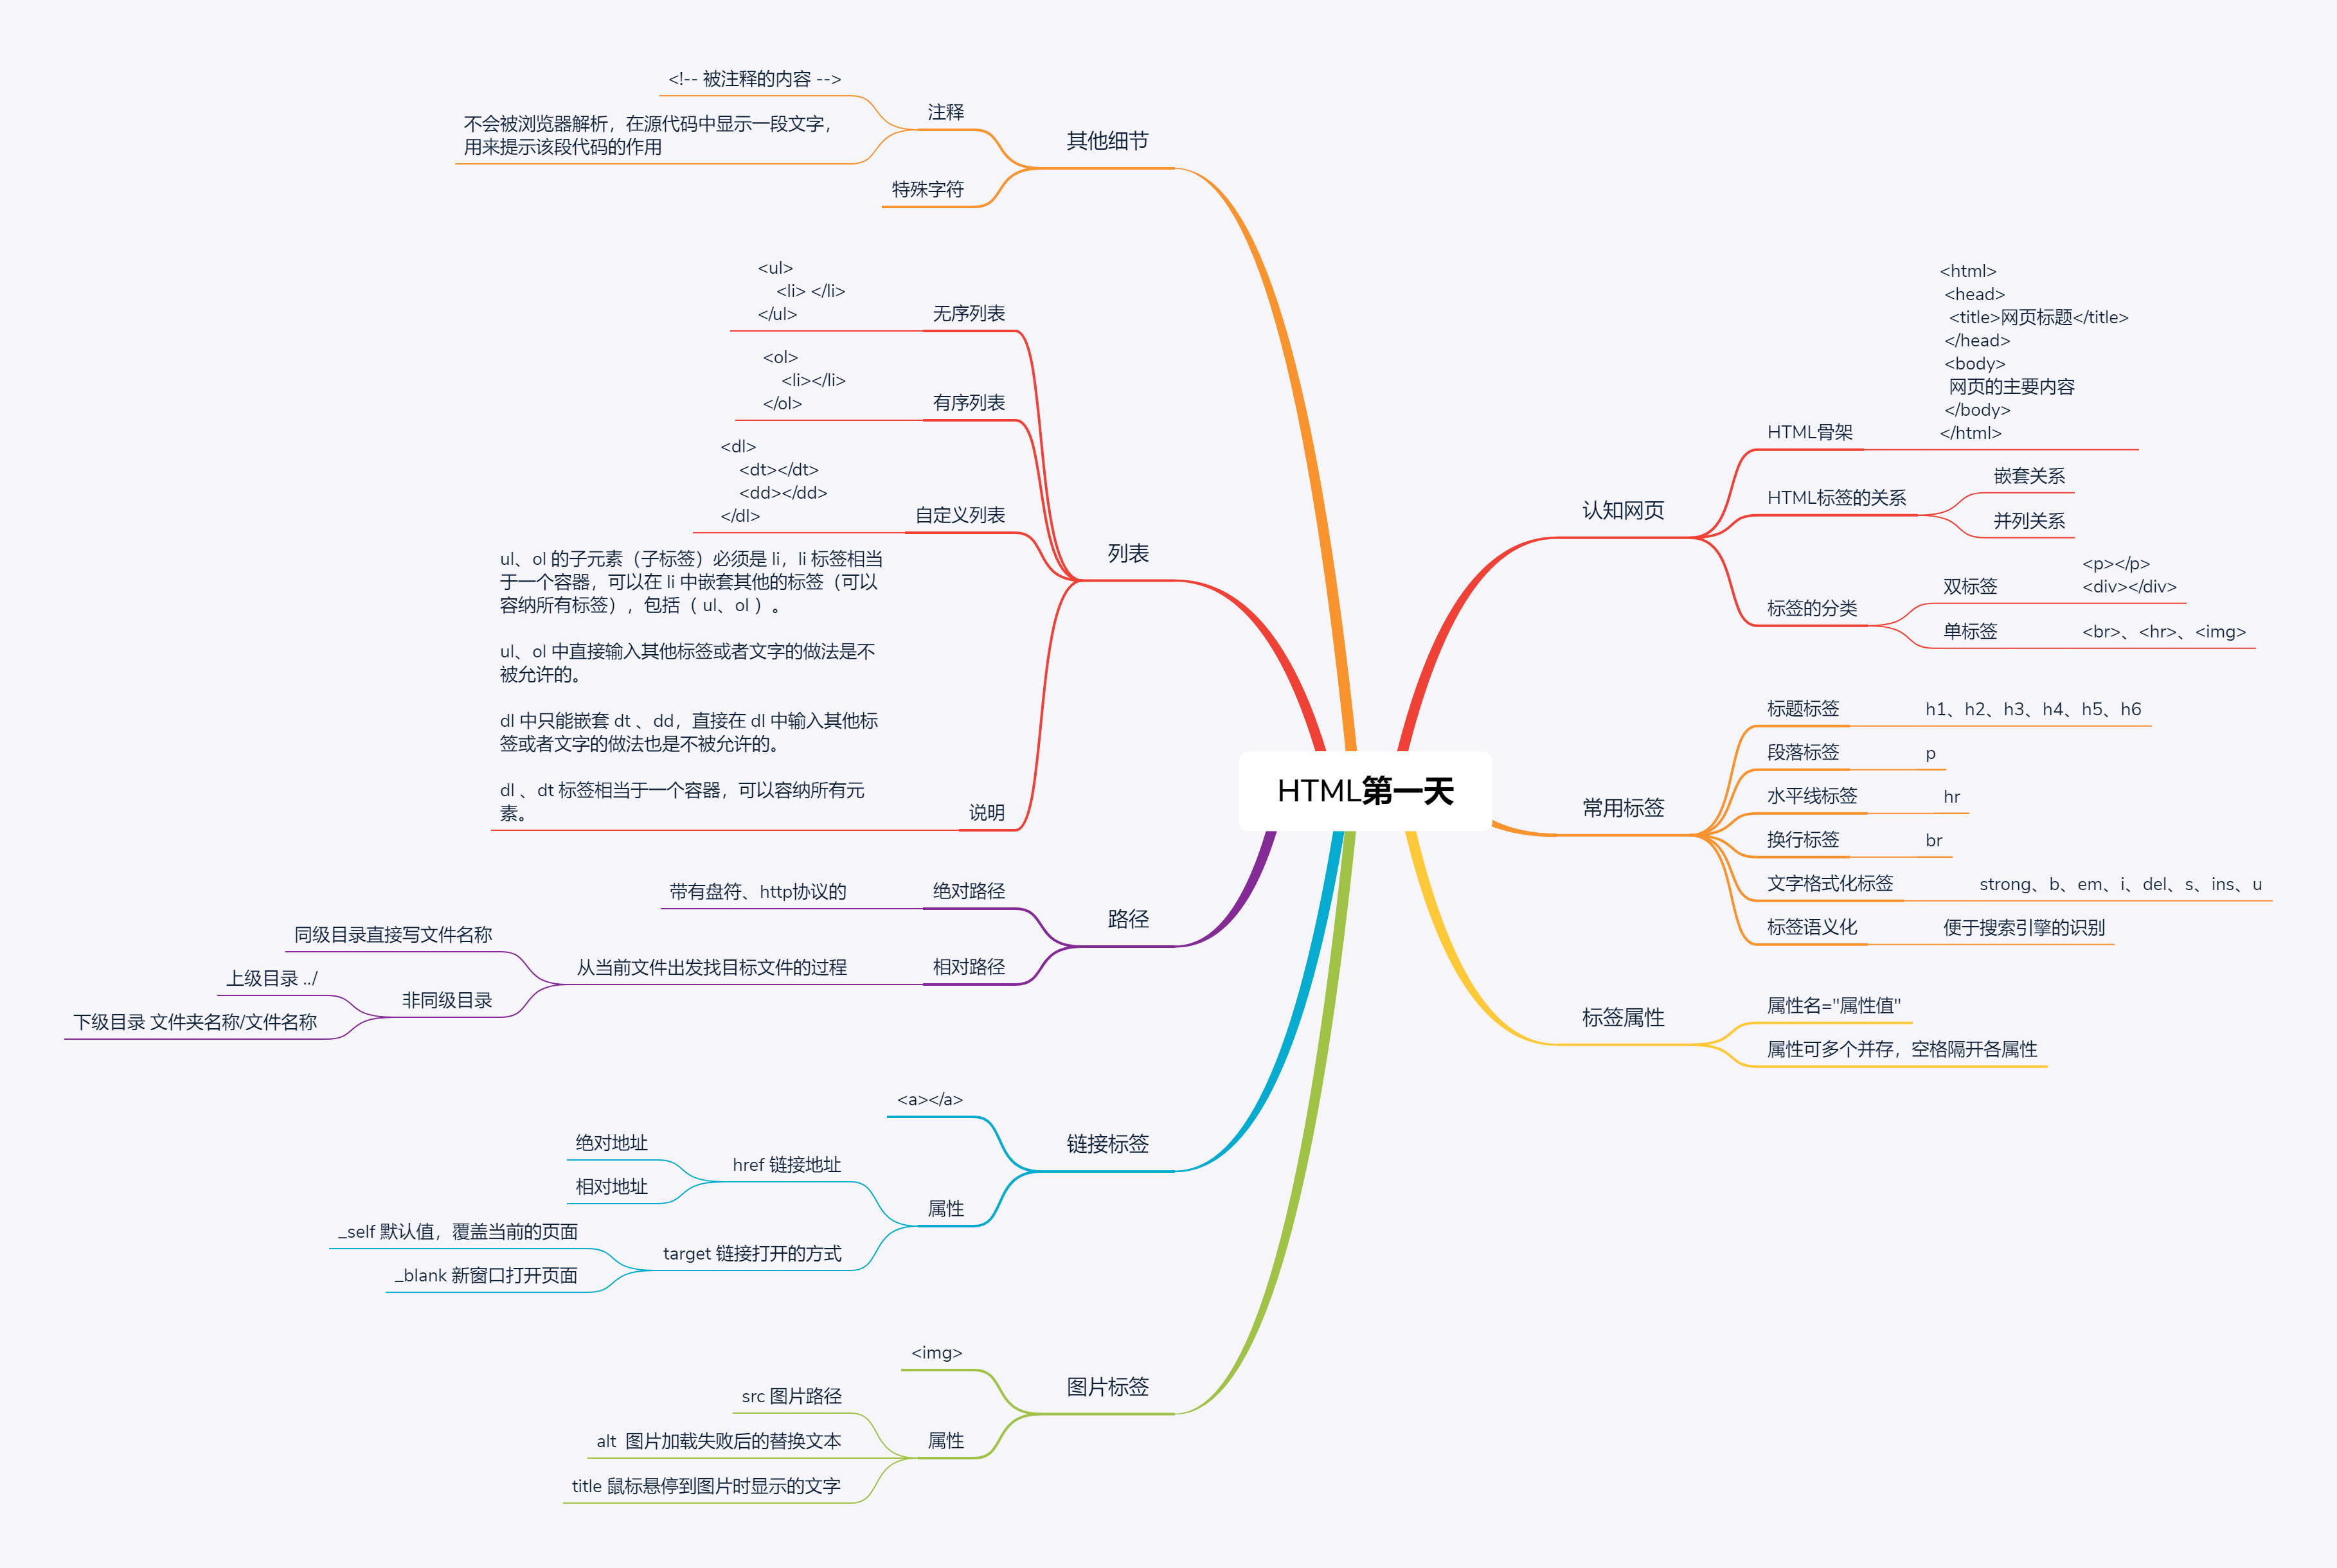 HTML第一天
认知网页
HTML骨架
<html>
<head>
<title>网页标题</title>
</head>
<body>
网页的主要内容
</body>
</html>
HTML标签的关系
嵌套关系
并列关系
标签的分类
双标签
<p></p>
<div></div>
单标签
<br>、<hr>、<img>
常用标签
标题标签
h1、h2、h3、h4、h5、h6
段落标签
p
水平线标签
hr
换行标签
br
文字格式化标签
strong、b、em、i、del、s、ins、u
标签语义化
便于搜索引擎的识别
标签属性
属性名="属性值"
属性可多个并存，空格隔开各属性
其他细节
注释
<!-- 被注释的内容 -->
不会被浏览器解析，在源代码中显示一段文字，
用来提示该段代码的作用
特殊字符
列表
无序列表
<ul>
<li> </li>
</ul>
有序列表
<ol>
<li></li>
</ol>
自定义列表
<dl>
<dt></dt>
<dd></dd>
</dl>
说明
ul、ol 的子元素（子标签）必须是 li，li 标签相当
于一个容器，可以在 li 中嵌套其他的标签（可以
容纳所有标签），包括（ ul、ol ）。
ul、ol 中直接输入其他标签或者文字的做法是不
被允许的。
dl 中只能嵌套 dt 、dd，直接在 dl 中输入其他标
签或者文字的做法也是不被允许的。
dl 、dt 标签相当于一个容器，可以容纳所有元
素。
路径
绝对路径
带有盘符、http协议的
相对路径
从当前文件出发找目标文件的过程
同级目录直接写文件名称
非同级目录
上级目录 ../
下级目录 文件夹名称/文件名称
链接标签
<a></a>
属性
href 链接地址
绝对地址
相对地址
target 链接打开的方式
_self 默认值，覆盖当前的页面
_blank 新窗口打开页面
图片标签
<img>
属性
src 图片路径
alt 图片加载失败后的替换文本
title 鼠标悬停到图片时显示的文字